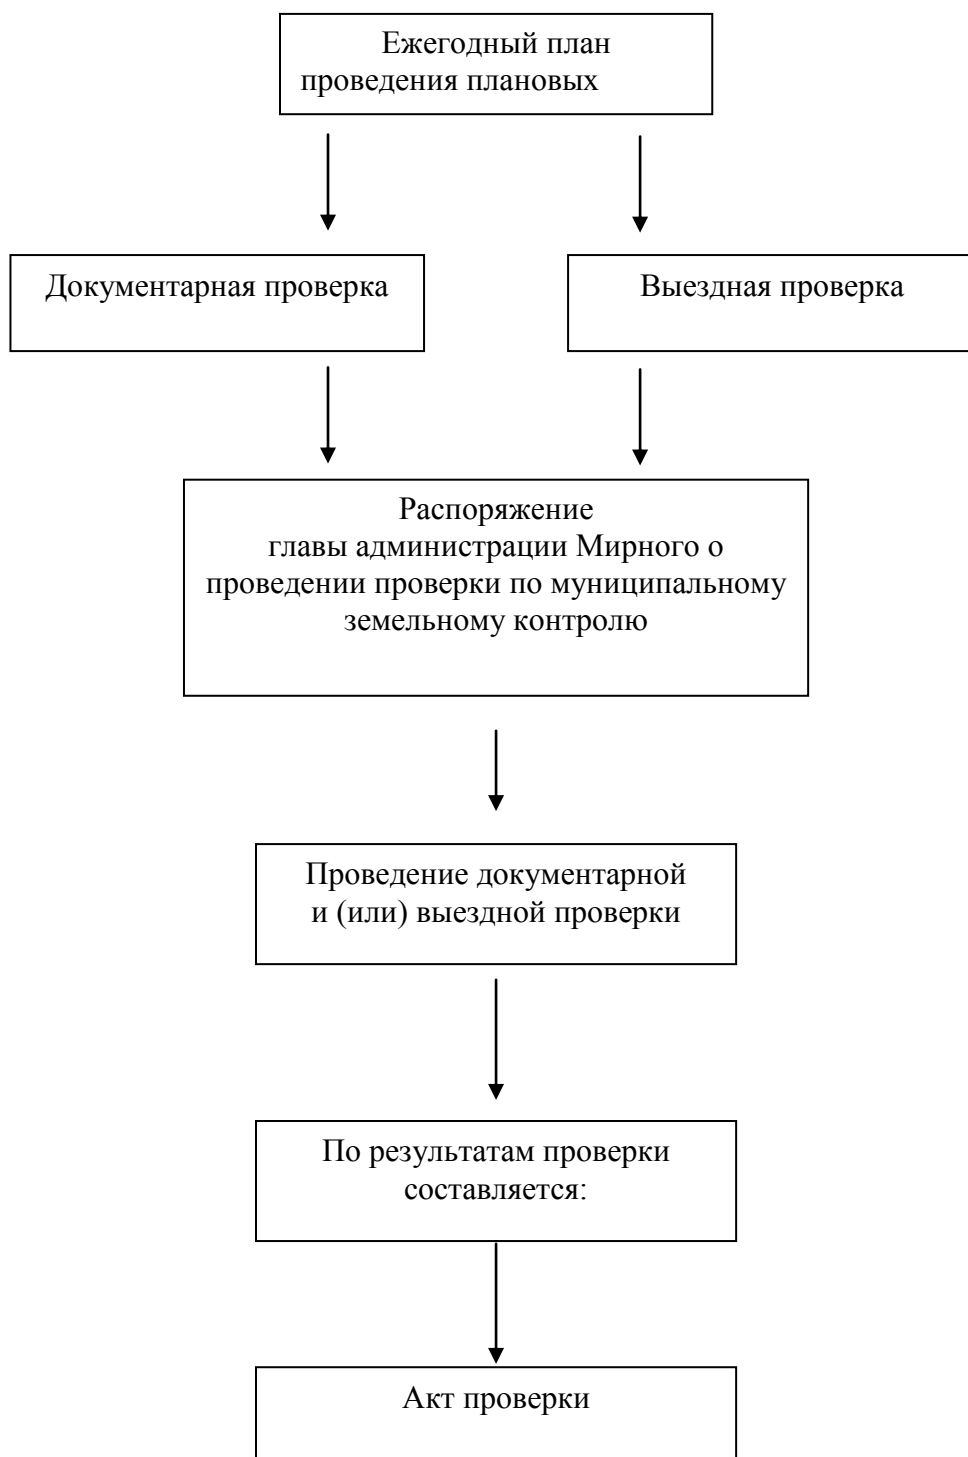 Ежегодный план
проведения плановых
Документарная проверка
Выездная проверка
Распоряжение
главы администрации Мирного о
проведении проверки по муниципальному
земельному контролю
Проведение документарной
и (или) выездной проверки
По результатам проверки
составляется:
Акт проверки